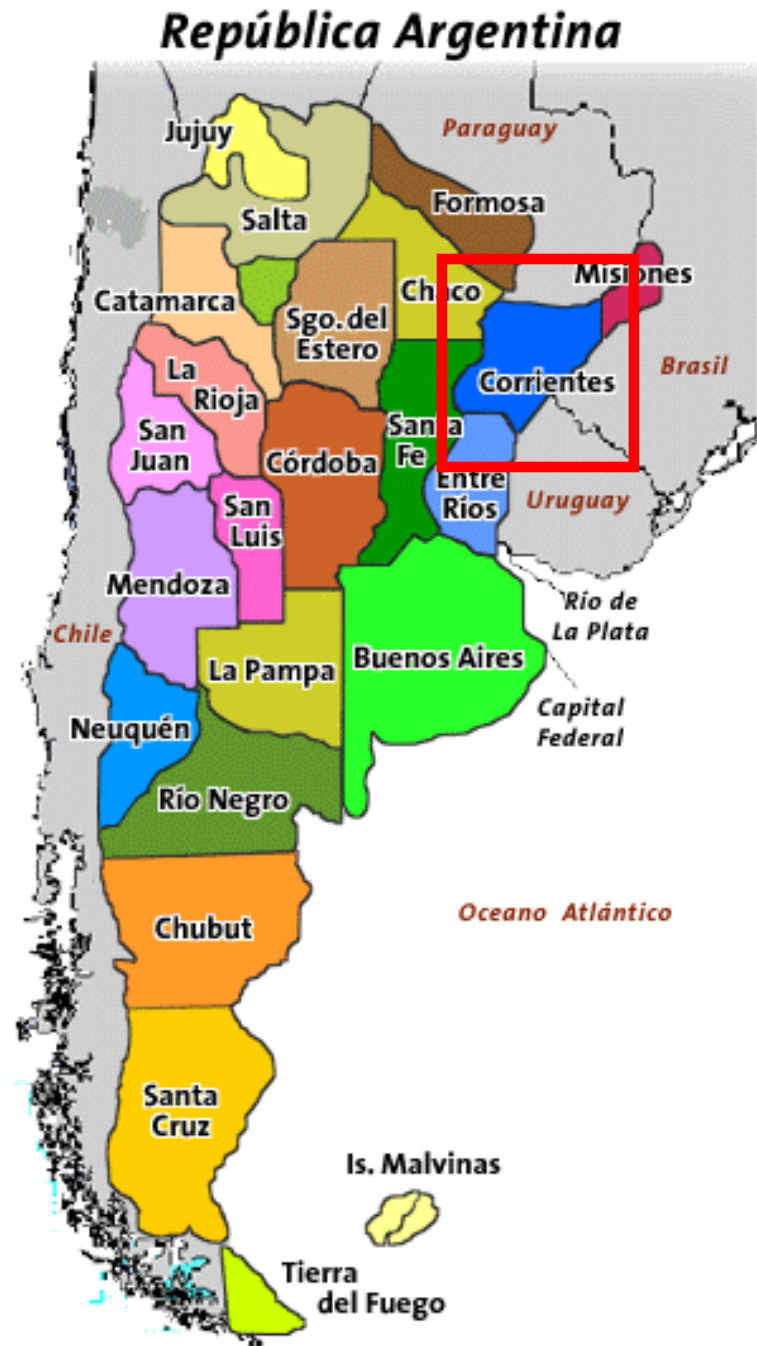 República Argentina
Jujuy
Paraguay
Salta
Formosa
Misiones
Catamarca
Chaco
Sgo. del
Estero
La
Rioja
Corrientes
Brasil
San
Juan
Córdoba
Santa
Fe
San
Luis
Entre
Ríos
Uruguay
Mendoza
Chile
Río de
La Plata
La Pampa
Buenos Aires
Capital
Federal
Neuquén
Río Negro
Chubut
Oceano Atlántico
Santa
Cruz
Is. Malvinas
Tierra
del Fuego